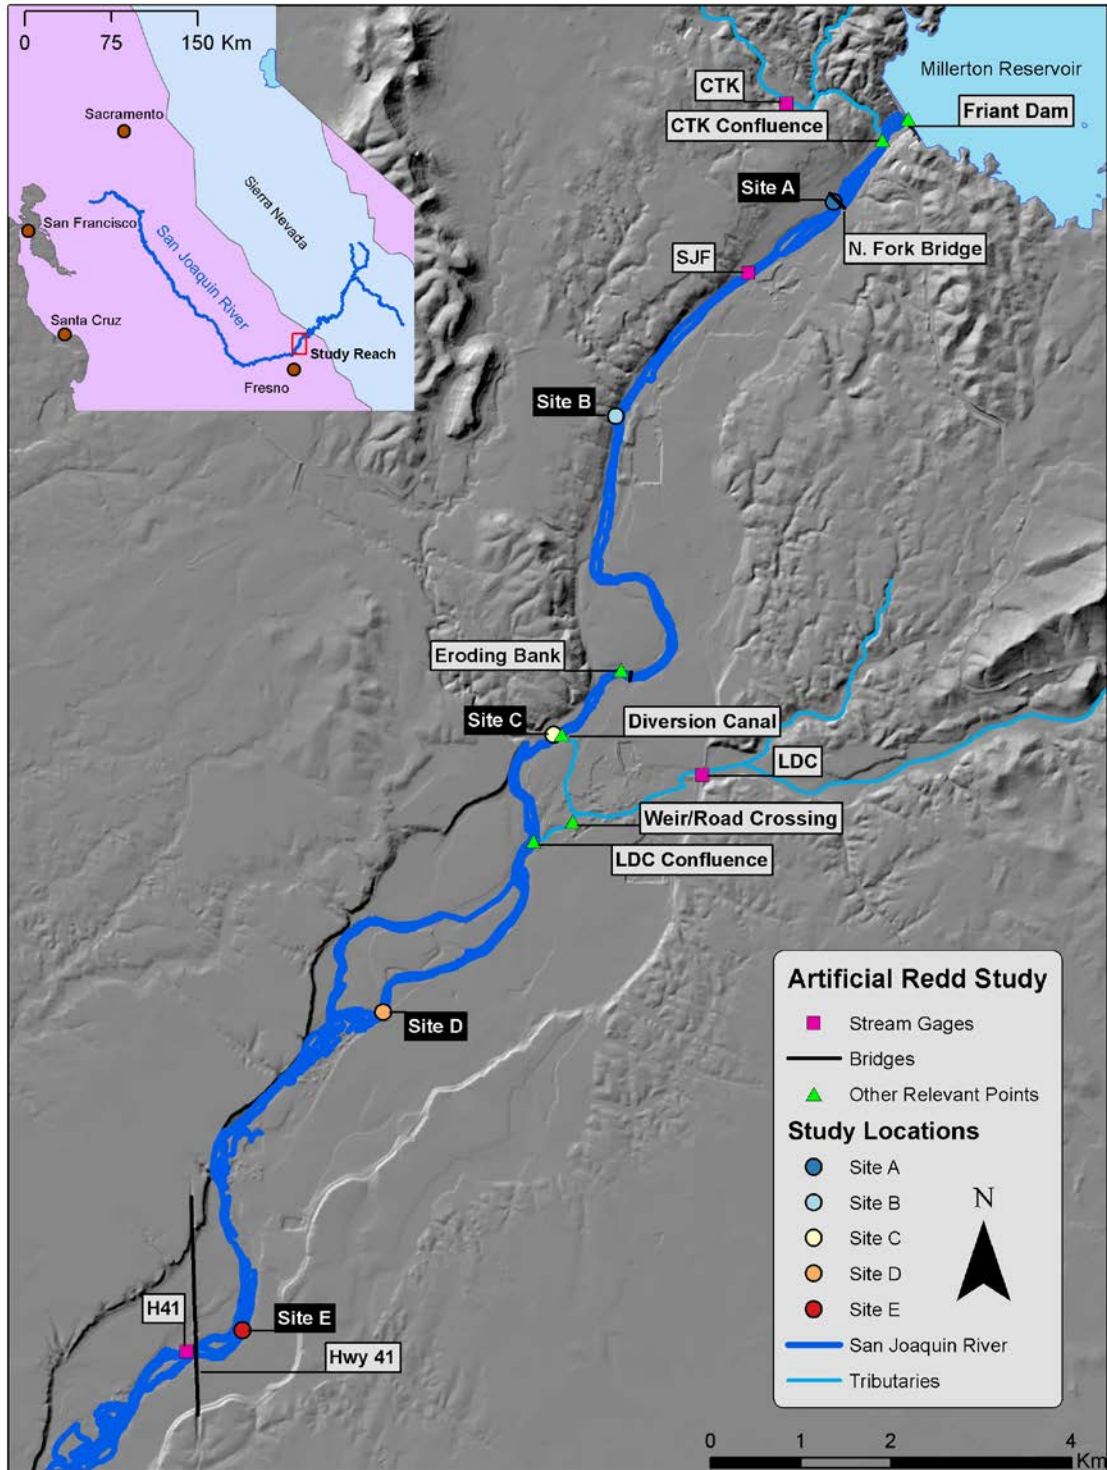 0 75 150 Km
Sacramento
San Francisco
Sierra Nevada
San Joaquin River
Santa Cruz
Study Reach
Fresno
Millerton Reservoir
CTK
Friant Dam
CTK Confluence
Site A
N. Fork Bridge
SJF
Site B
Eroding Bank
Site C
Diversion Canal
LDC
Weir/Road Crossing
LDC Confluence
Site D
H41
Site E
Hwy 41
Artificial Redd Study
Stream Gages
Bridges
Other Relevant Points
Study Locations
Site A
Site B
Site C
Site D
Site E
San Joaquin River
Tributaries
N
0 1 2 4
Km